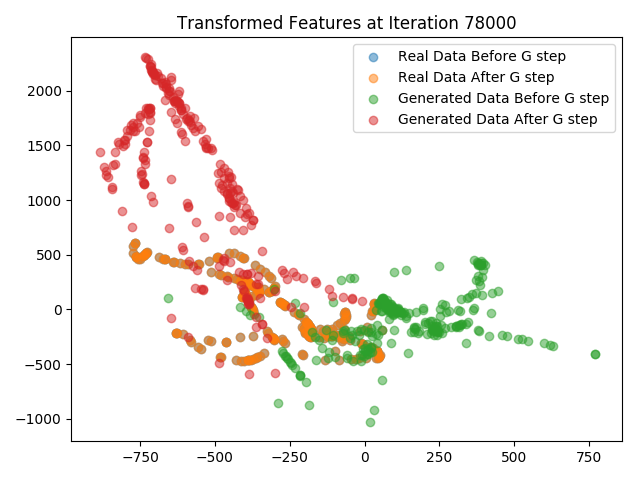 Transformed Features at Iteration 78000
Real Data Before G step
Real Data After G step
Generated Data Before G step
Generated Data After G step
2000
1500
1000
500
0
−500
−1000
−750 −500 −250 0 250 500 750